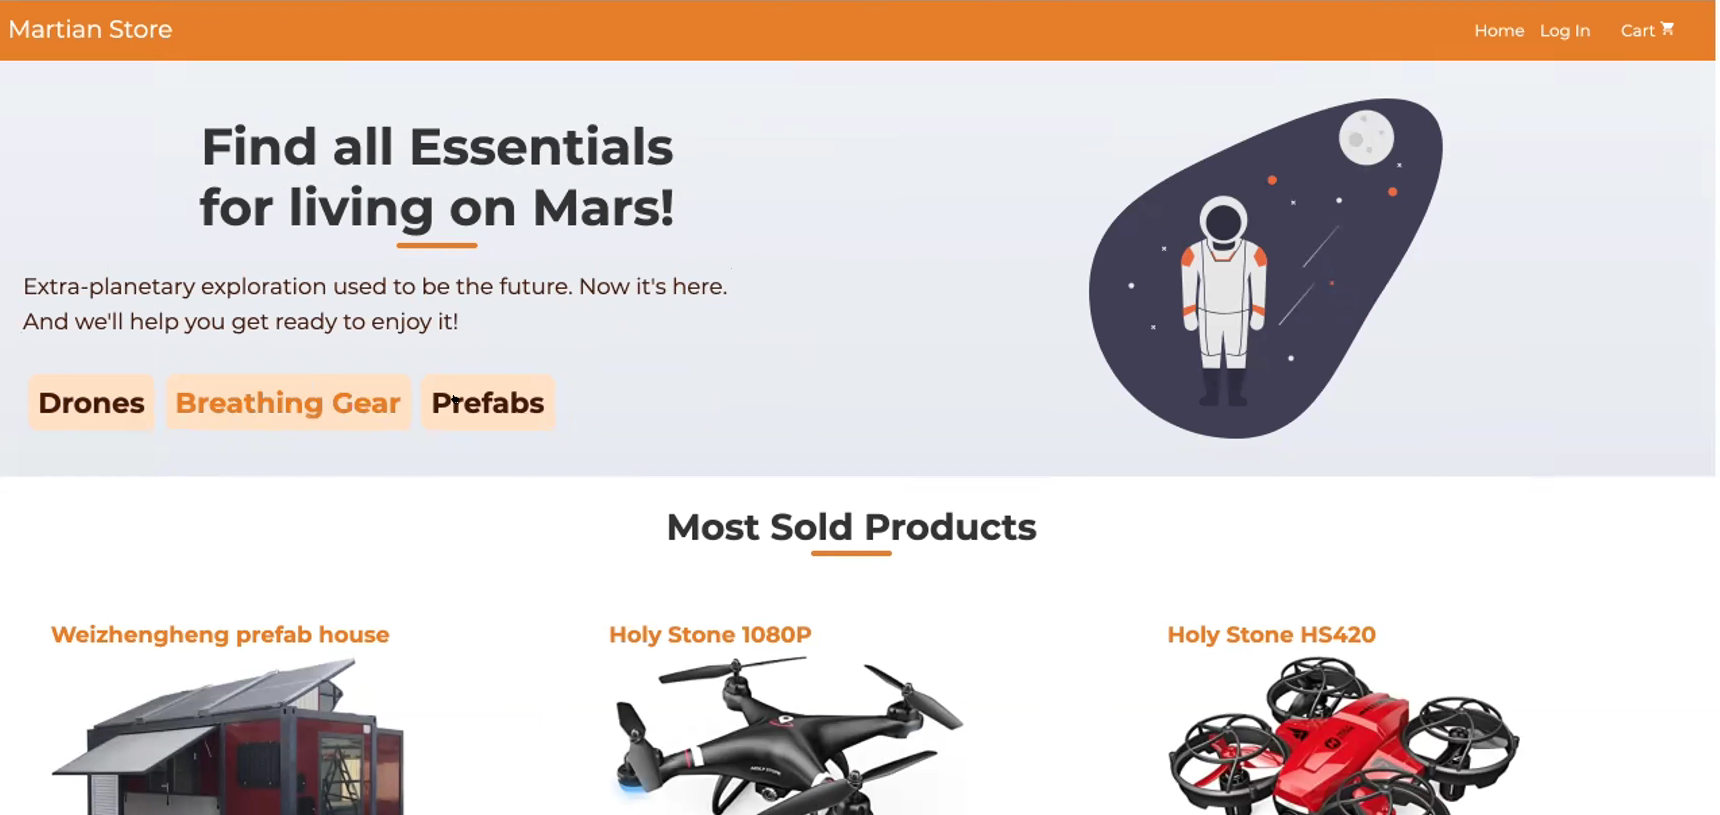 Martian Store
Home Log In Cart
Find all Essentials
for living on Mars!
Extra-planetary exploration used to be the future. Now it's here.
And we'll help you get ready to enjoy it!
Drones Breathing Gear Prefabs
Most Sold Products
Weizhengheng prefab house
Holy Stone 1080P
Holy Stone HS420
HOLY STONE